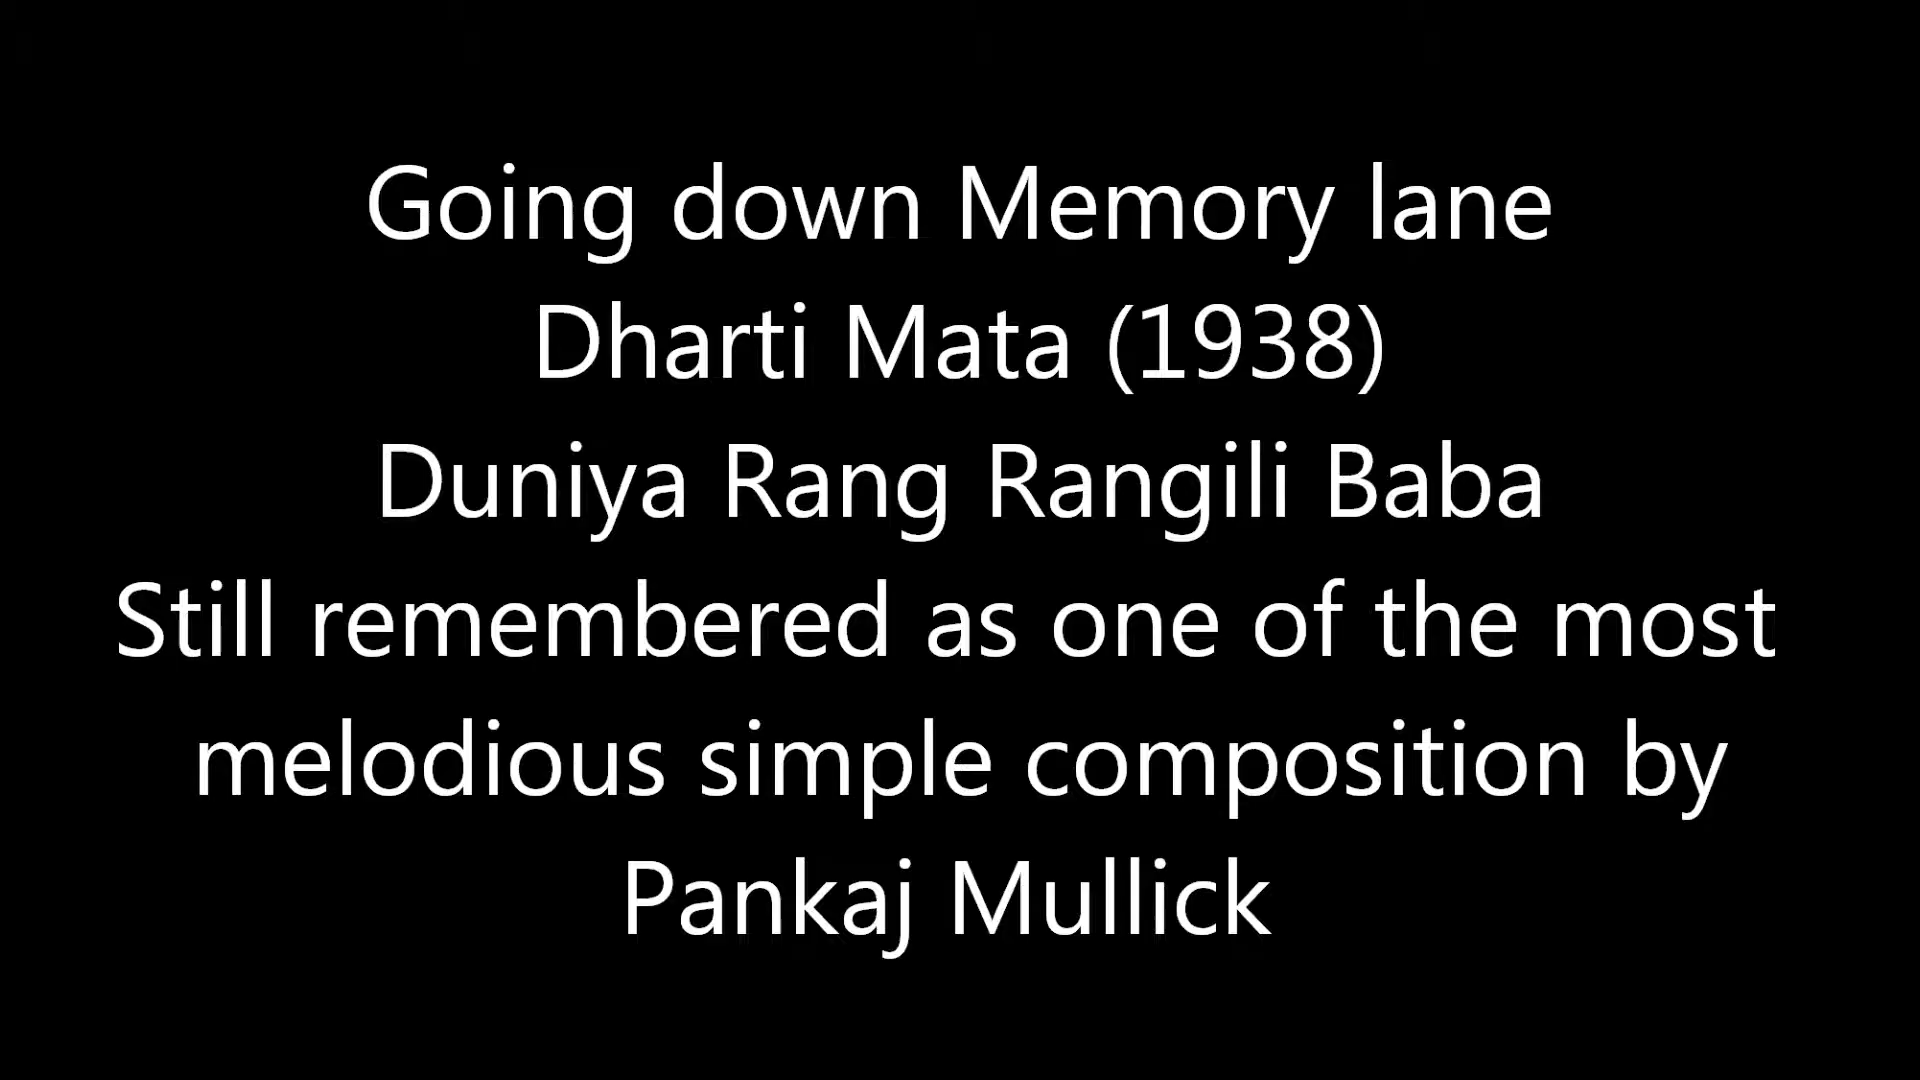 Going down Memory lane
Dharti Mata (1938)
Duniya Rang Rangili Baba
Still remembered as one of the most
melodious simple composition by
Pankaj Mullick